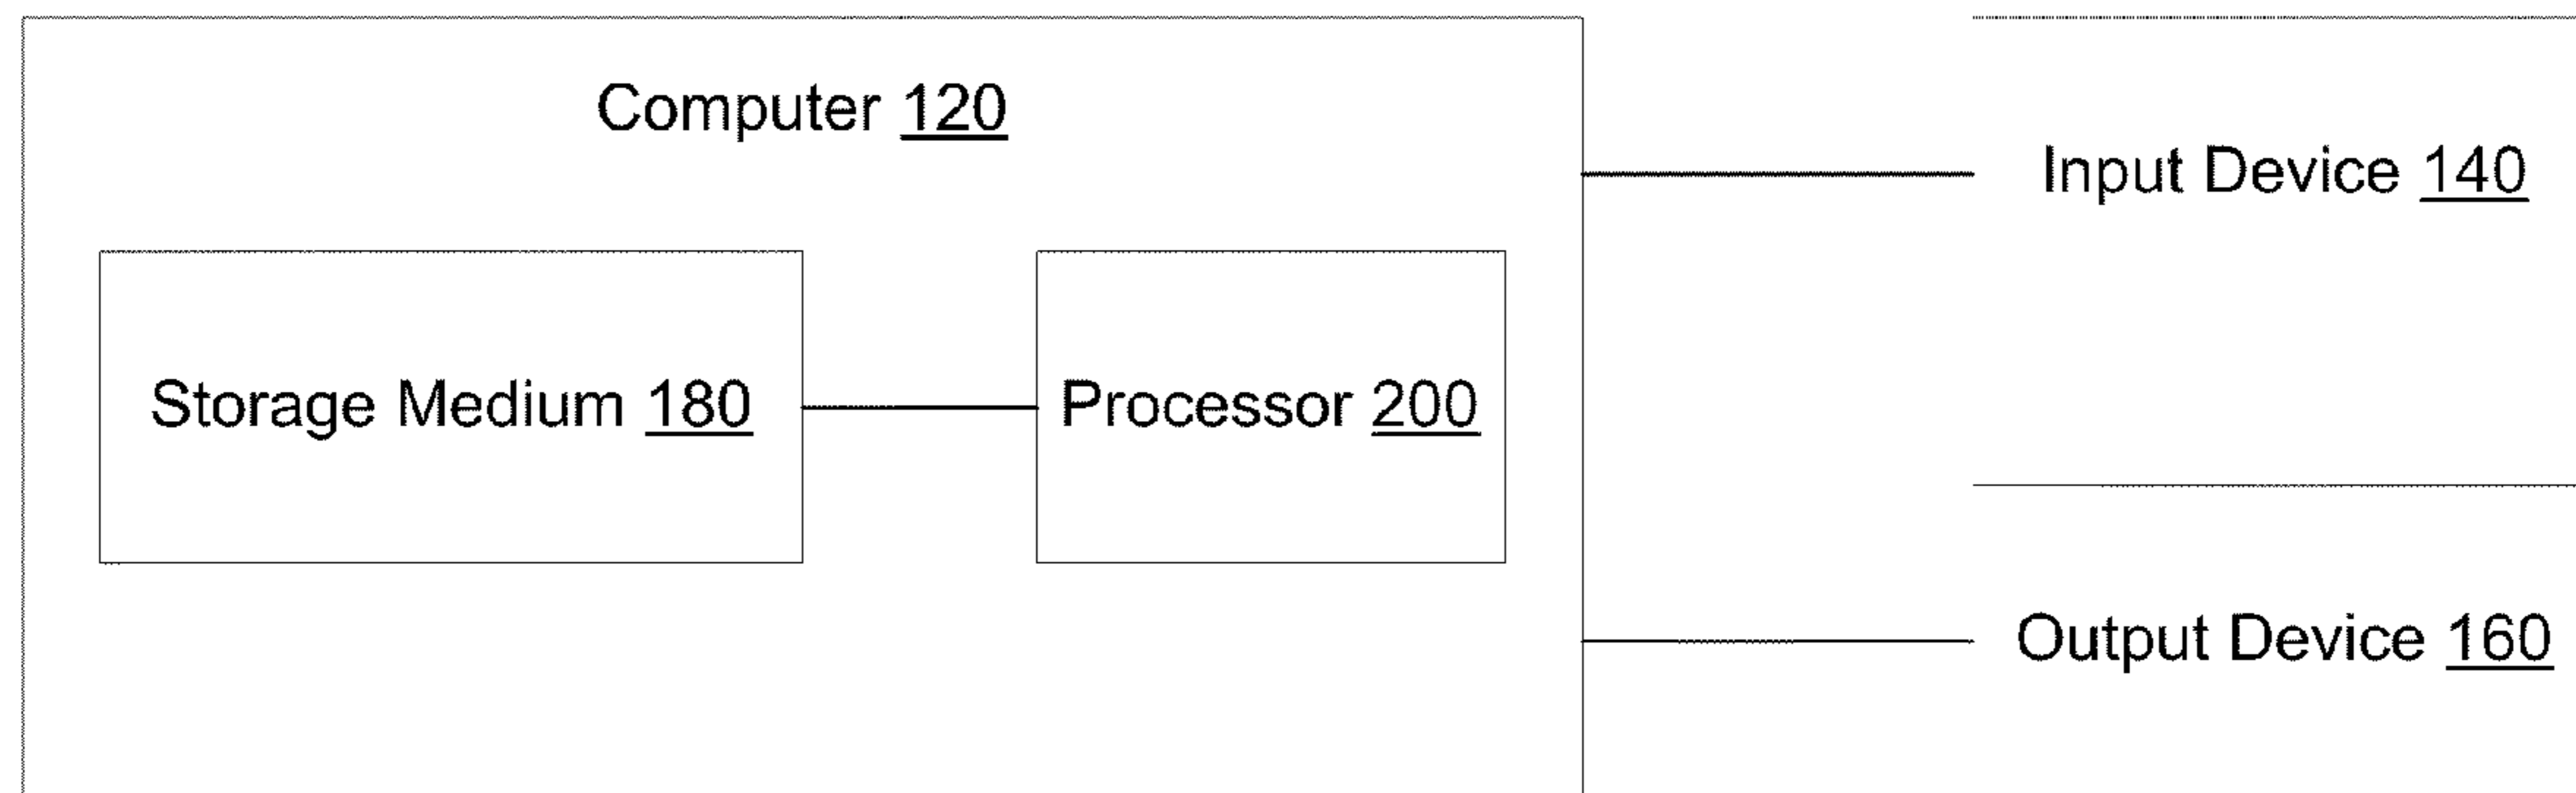 Computer 120
Input Device 140
Storage Medium 180
Processor 200
Output Device 160